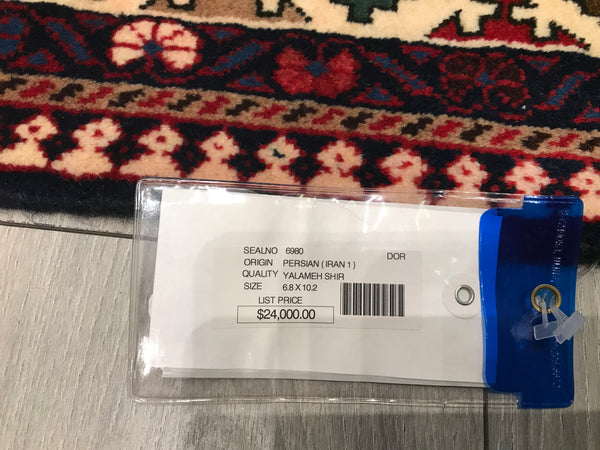 SEALNO 6980 DOR
ORIGIN PERSIAN ( IRAN 1 )
QUALITY YALAMEH SHIR
SIZE 6.8 X 10.2
LIST PRICE
$24,000.00